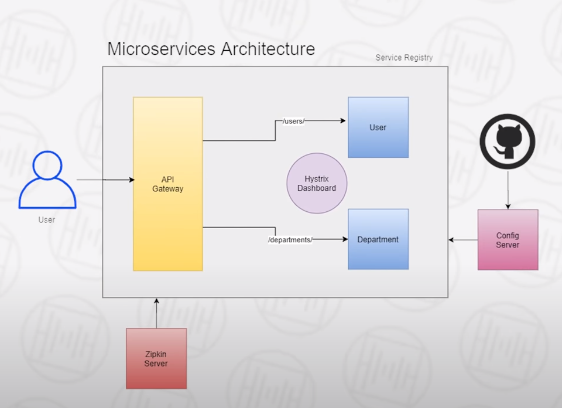 Microservices Architecture
Service Registry
/users/
User
API
Gateway
Hystrix
Dashboard
User
/departments/
Department
Config
Server
Zipkin
Server